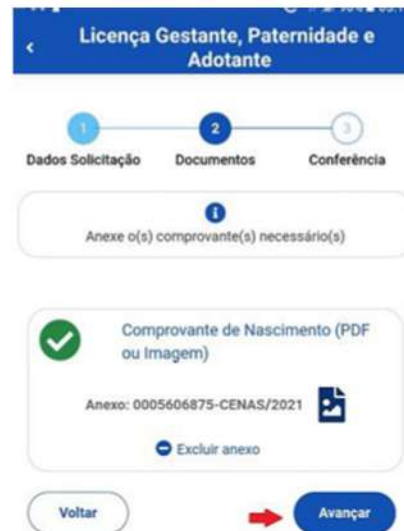 Licença Gestante, Paternidade e
Adotante
1
2
3
Dados Solicitação
Documentos
Conferência
Anexe o(s) comprovante(s) necessário(s)
Comprovante de Nascimento (PDF
ou Imagem)
Anexo: 0005606875-CENAS/2021
Excluir anexo
Voltar
Avançar